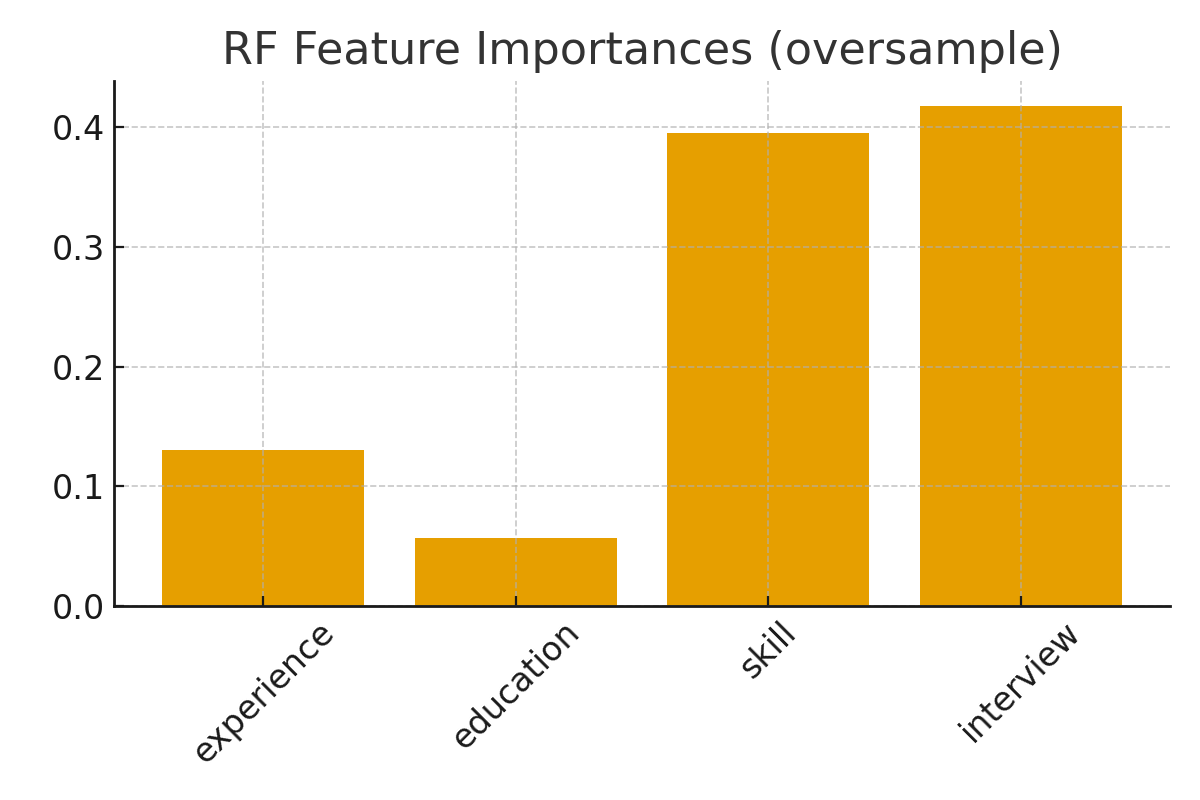 RF Feature Importances (oversample)
0.4
0.3
0.2
0.1
0.0
experience
education
skill
interview